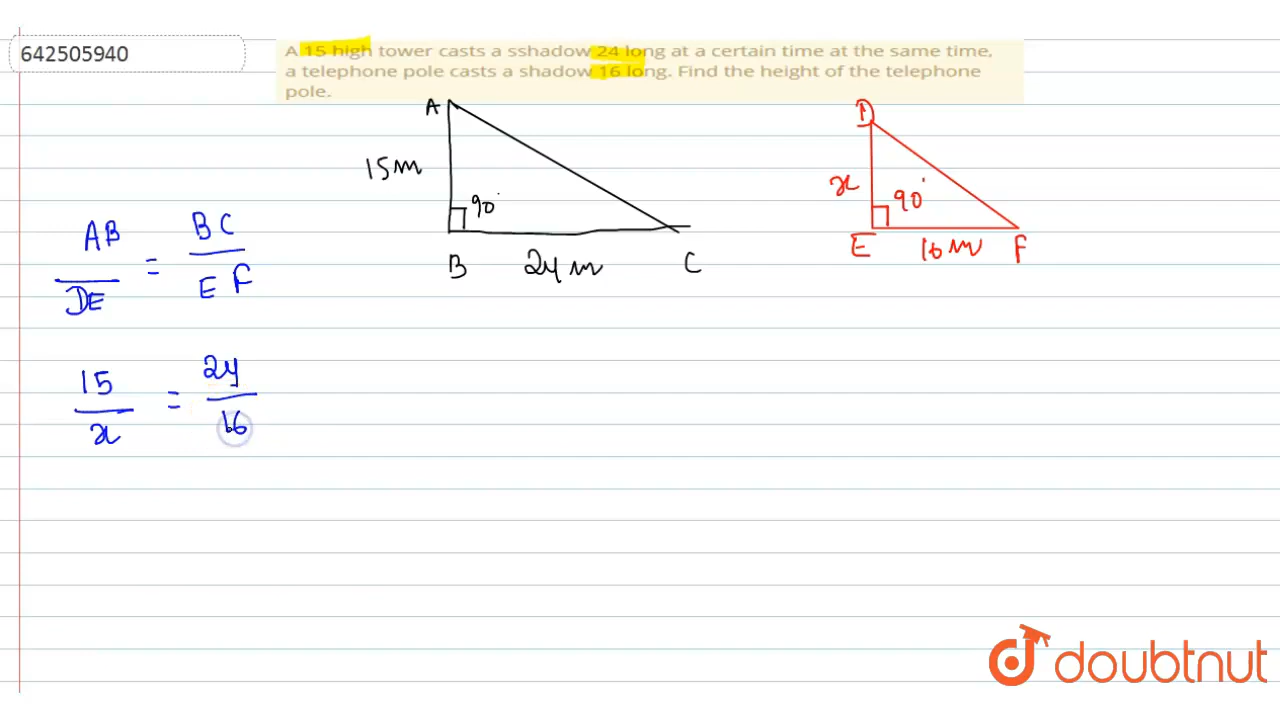 642505940
A 15 high tower casts a sshadow 24 long at a certain time at the same time,
a telephone pole casts a shadow 16 long. Find the height of the telephone
pole.
A
D
15m
x
90°
90°
B 24m C
E 16m F
AB/DE = BC/EF
15/x = 24/16
doubtnut